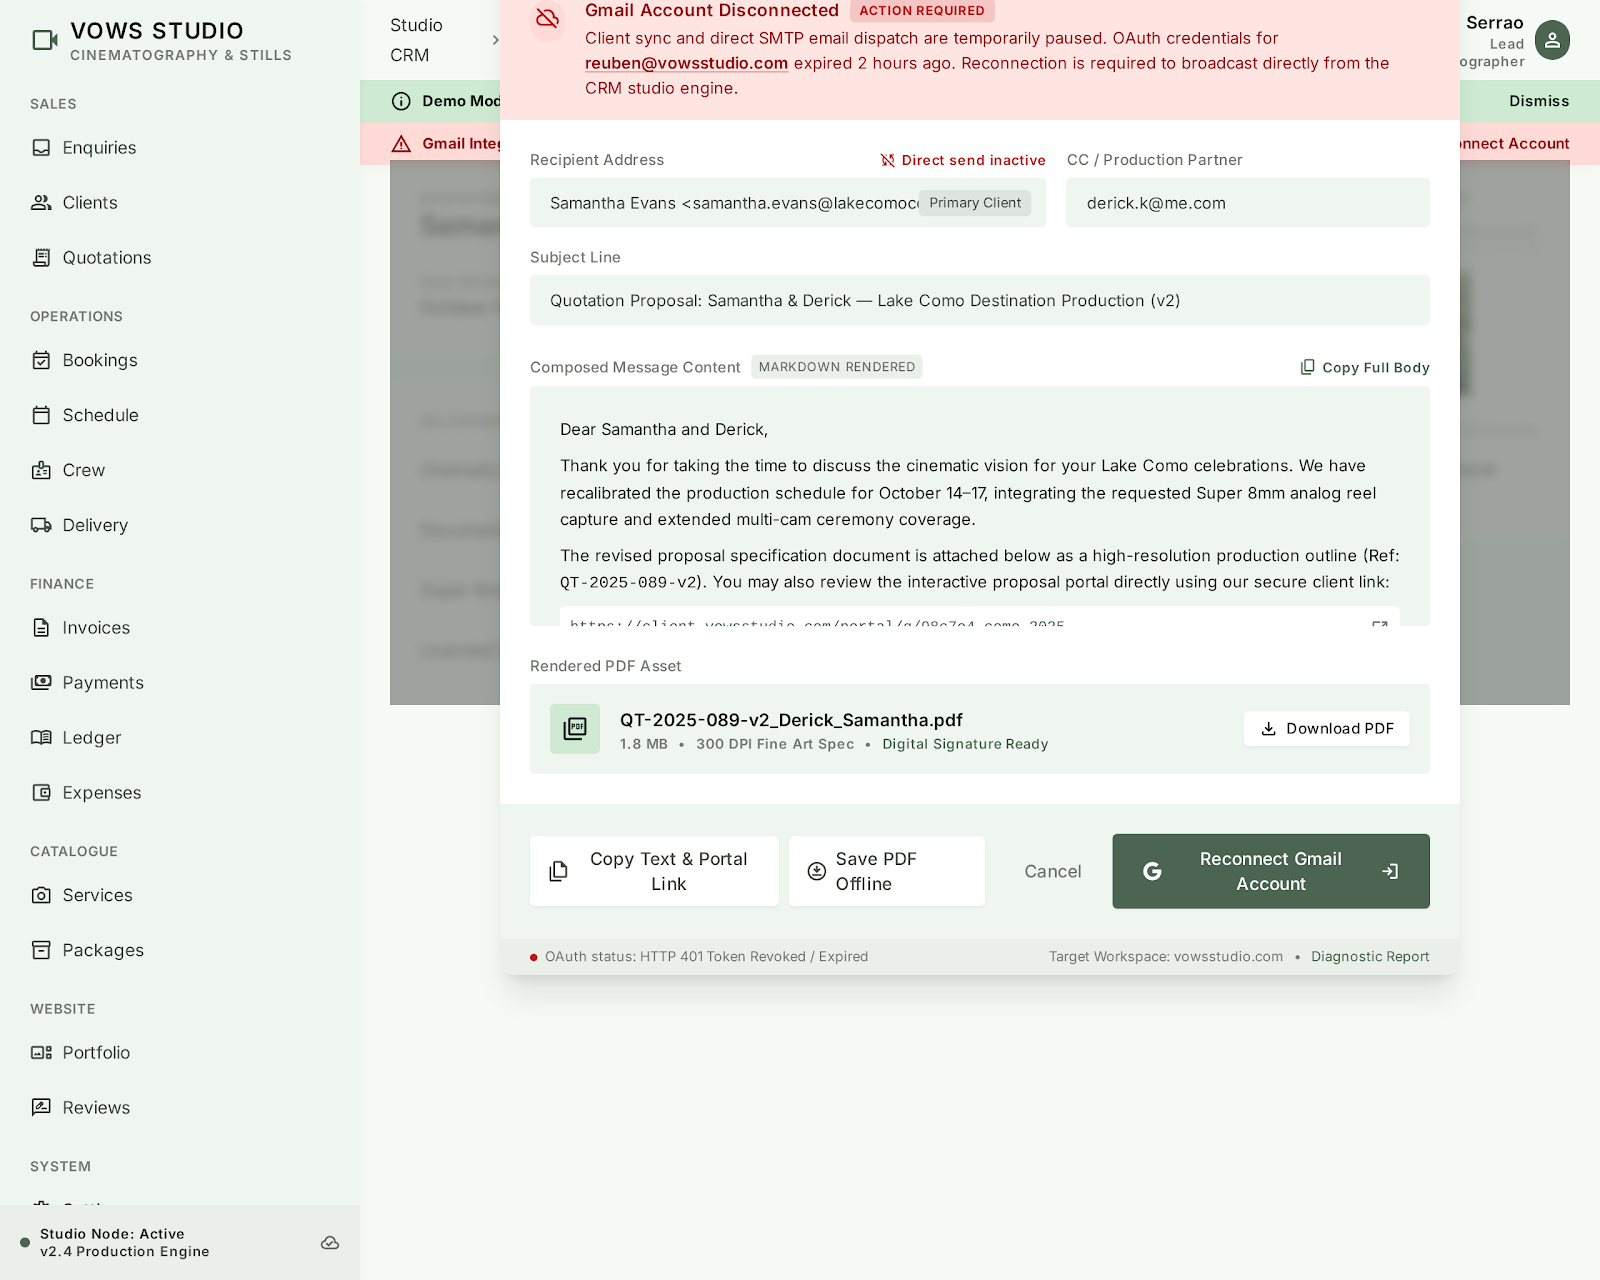 VOWS STUDIO
CINEMATOGRAPHY & STILLS
SALES
Enquiries
Clients
Quotations
OPERATIONS
Bookings
Schedule
Crew
Delivery
FINANCE
Invoices
Payments
Ledger
Expenses
CATALOGUE
Services
Packages
WEBSITE
Portfolio
Reviews
SYSTEM
Studio Node: Active
v2.4 Production Engine
Studio
CRM
Serrao
Lead
ographer
Demo Mod
Dismiss
Gmail Integ
nnect Account
Gmail Account Disconnected
ACTION REQUIRED
Client sync and direct SMTP email dispatch are temporarily paused. OAuth credentials for
reuben@vowsstudio.com expired 2 hours ago. Reconnection is required to broadcast directly from the
CRM studio engine.
Recipient Address
Direct send inactive
Samantha Evans <samantha.evans@lakecomoc
Primary Client
CC / Production Partner
derick.k@me.com
Subject Line
Quotation Proposal: Samantha & Derick — Lake Como Destination Production (v2)
Composed Message Content
MARKDOWN RENDERED
Copy Full Body
Dear Samantha and Derick,
Thank you for taking the time to discuss the cinematic vision for your Lake Como celebrations. We have
recalibrated the production schedule for October 14–17, integrating the requested Super 8mm analog reel
capture and extended multi-cam ceremony coverage.
The revised proposal specification document is attached below as a high-resolution production outline (Ref:
QT-2025-089-v2). You may also review the interactive proposal portal directly using our secure client link:
Rendered PDF Asset
QT-2025-089-v2_Derick_Samantha.pdf
1.8 MB • 300 DPI Fine Art Spec • Digital Signature Ready
Download PDF
Copy Text & Portal
Link
Save PDF
Offline
Cancel
Reconnect Gmail
Account
OAuth status: HTTP 401 Token Revoked / Expired
Target Workspace: vowsstudio.com • Diagnostic Report